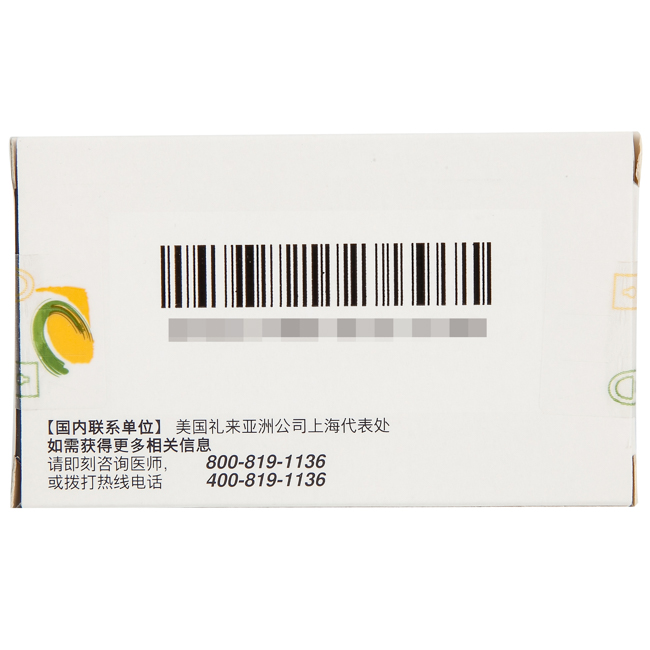 【国内联系单位】 美国礼来亚洲公司上海代表处
如需获得更多相关信息
请即刻咨询医师, 800-819-1136
或拨打热线电话 400-819-1136